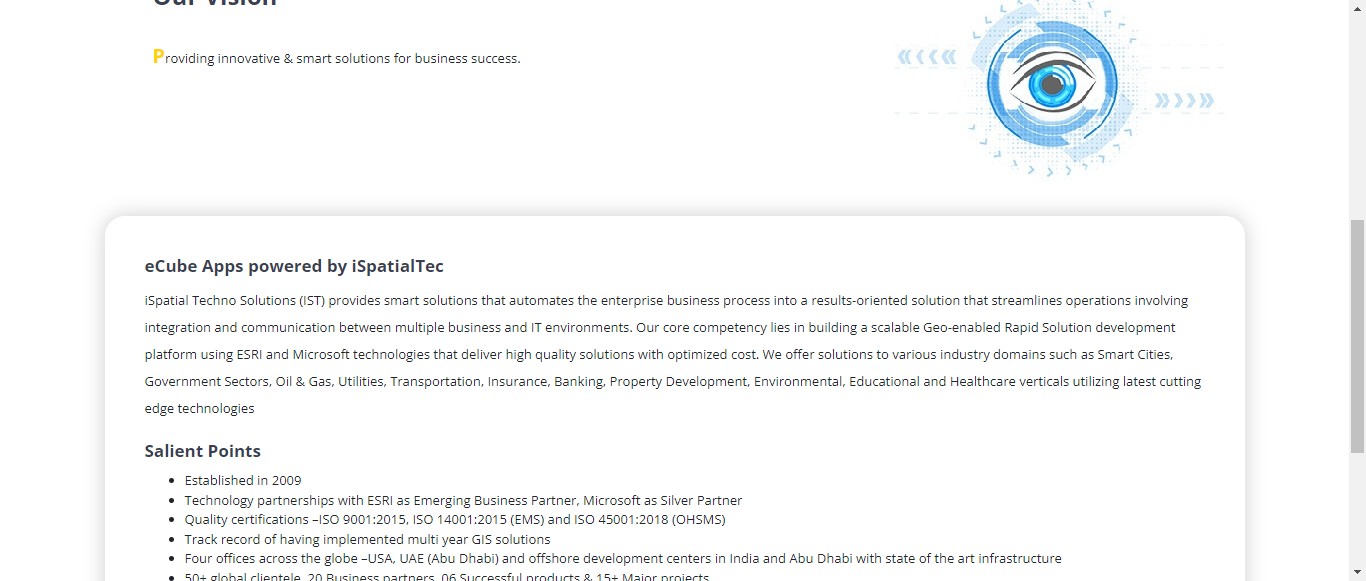 Our Vision
Providing innovative & smart solutions for business success.
eCube Apps powered by iSpatialTec
iSpatial Techno Solutions (IST) provides smart solutions that automates the enterprise business process into a results-oriented solution that streamlines operations involving
integration and communication between multiple business and IT environments. Our core competency lies in building a scalable Geo-enabled Rapid Solution development
platform using ESRI and Microsoft technologies that deliver high quality solutions with optimized cost. We offer solutions to various industry domains such as Smart Cities,
Government Sectors, Oil & Gas, Utilities, Transportation, Insurance, Banking, Property Development, Environmental, Educational and Healthcare verticals utilizing latest cutting
edge technologies
Salient Points
• Established in 2009
• Technology partnerships with ESRI as Emerging Business Partner, Microsoft as Silver Partner
• Quality certifications –ISO 9001:2015, ISO 14001:2015 (EMS) and ISO 45001:2018 (OHSMS)
• Track record of having implemented multi year GIS solutions
• Four offices across the globe –USA, UAE (Abu Dhabi) and offshore development centers in India and Abu Dhabi with state of the art infrastructure
• 50+ global clientele, 20 Business partners, 06 Successful products & 15+ Major projects